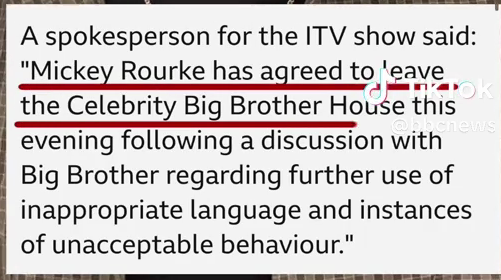 A spokesperson for the ITV show said:
"Mickey Rourke has agreed to leave
the Celebrity Big Brother House this
evening following a discussion with
Big Brother regarding further use of
inappropriate language and instances
of unacceptable behaviour."
TikTok
@bbcnews